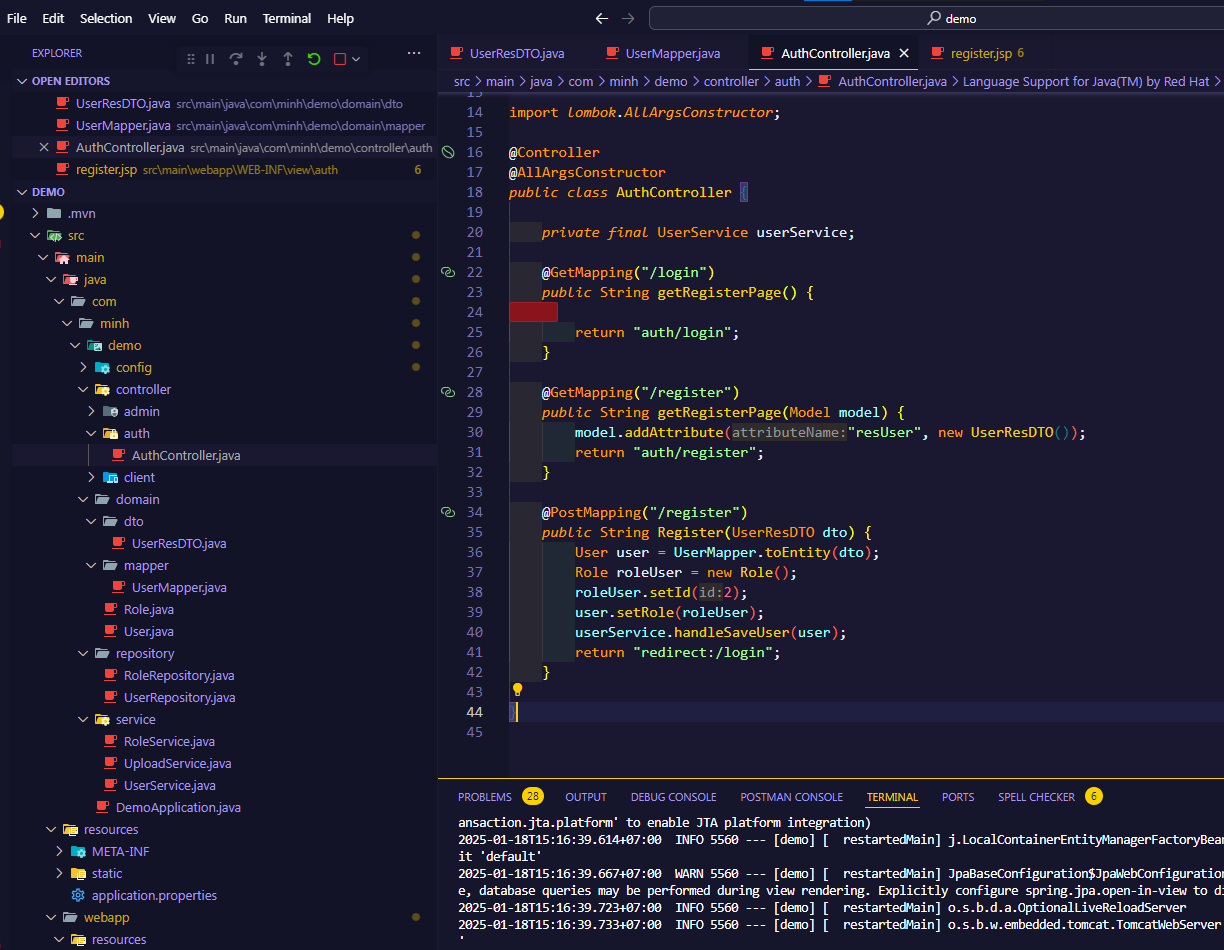 File Edit Selection View Go Run Terminal Help
demo
EXPLORER
OPEN EDITORS
UserResDTO.java src\main\java\com\minh\demo\domain\dto
UserMapper.java src\main\java\com\minh\demo\domain\mapper
AuthController.java src\main\java\com\minh\demo\controller\auth
register.jsp src\main\webapp\WEB-INF\view\auth 6
DEMO
.mvn
src
main
java
com
minh
demo
config
controller
admin
auth
AuthController.java
client
domain
dto
UserResDTO.java
mapper
UserMapper.java
Role.java
User.java
repository
RoleRepository.java
UserRepository.java
service
RoleService.java
UploadService.java
UserService.java
DemoApplication.java
resources
META-INF
static
application.properties
webapp
resources
UserResDTO.java UserMapper.java AuthController.java register.jsp 6
src > main > java > com > minh > demo > controller > auth > AuthController.java > Language Support for Java(TM) by Red Hat >
13
14 import lombok.AllArgsConstructor;
15
16 @Controller
17 @AllArgsConstructor
18 public class AuthController {
19
20 private final UserService userService;
21
22 @GetMapping("/login")
23 public String getRegisterPage() {
24
25 return "auth/login";
26 }
27
28 @GetMapping("/register")
29 public String getRegisterPage(Model model) {
30 model.addAttribute(attributeName:"resUser", new UserResDTO());
31 return "auth/register";
32 }
33
34 @PostMapping("/register")
35 public String Register(UserResDTO dto) {
36 User user = UserMapper.toEntity(dto);
37 Role roleUser = new Role();
38 roleUser.setId(id:2);
39 user.setRole(roleUser);
40 userService.handleSaveUser(user);
41 return "redirect:/login";
42 }
43
44 }
45
PROBLEMS 28 OUTPUT DEBUG CONSOLE POSTMAN CONSOLE TERMINAL PORTS SPELL CHECKER 6
ansaction.jta.platform' to enable JTA platform integration)
2025-01-18T15:16:39.614+07:00 INFO 5560 --- [demo] [ restartedMain] j.LocalContainerEntityManagerFactoryBean
it 'default'
2025-01-18T15:16:39.667+07:00 WARN 5560 --- [demo] [ restartedMain] JpaBaseConfiguration$JpaWebConfiguration
e, database queries may be performed during view rendering. Explicitly configure spring.jpa.open-in-view to di
2025-01-18T15:16:39.723+07:00 INFO 5560 --- [demo] [ restartedMain] o.s.b.d.a.OptionalLiveReloadServer
2025-01-18T15:16:39.733+07:00 INFO 5560 --- [demo] [ restartedMain] o.s.b.w.embedded.tomcat.TomcatWebServer
'